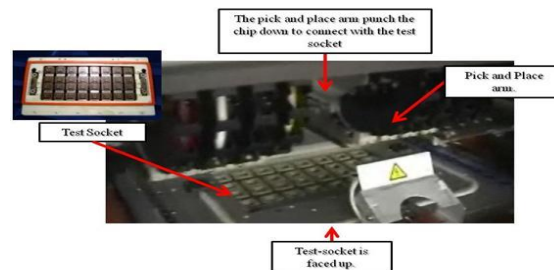 The pick and place arm punch the
chip down to connect with the test
socket
Pick and Place
arm.
Test Socket
Test-socket is
faced up.